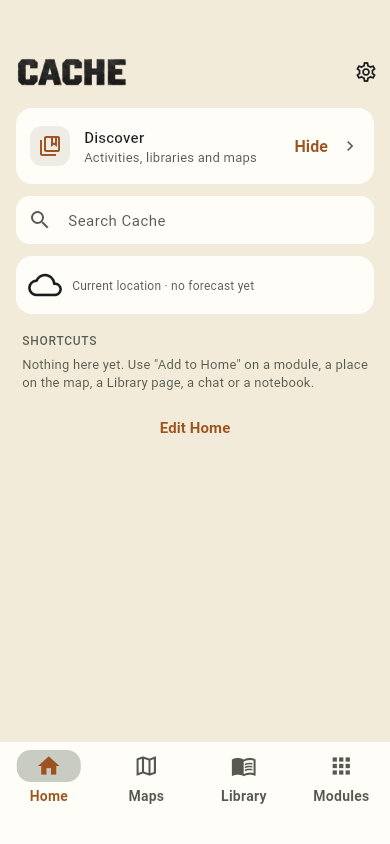 CACHE
Discover
Activities, libraries and maps
Hide
Search Cache
Current location · no forecast yet
SHORTCUTS
Nothing here yet. Use "Add to Home" on a module, a place
on the map, a Library page, a chat or a notebook.
Edit Home
Home
Maps
Library
Modules